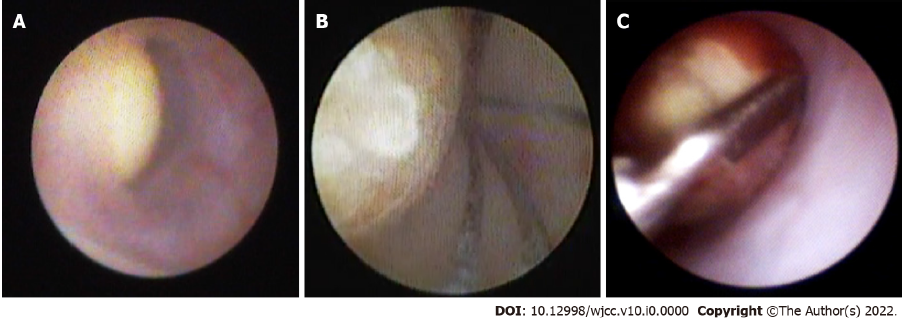 A B C
DOI: 10.12998/wjcc.v10.i0.0000 Copyright ©The Author(s) 2022.